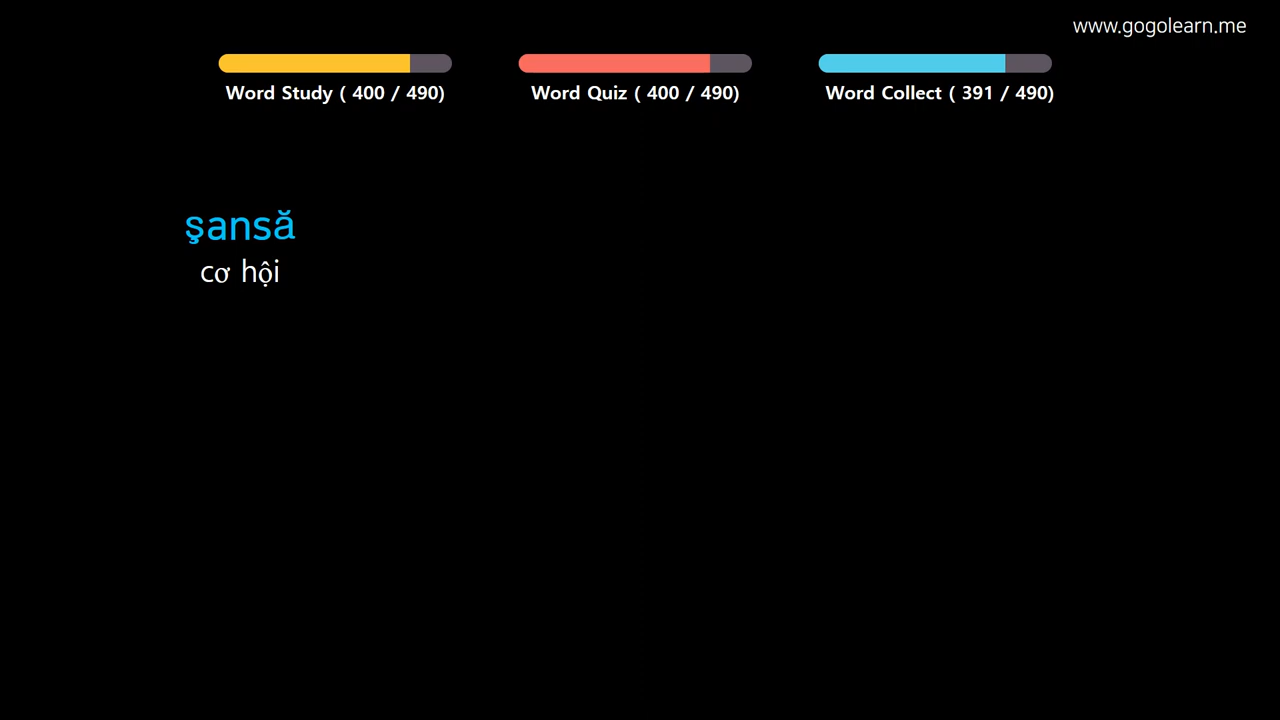 www.gogolearn.me
Word Study ( 400 / 490)
Word Quiz ( 400 / 490)
Word Collect ( 391 / 490)
şansă
cơ hội